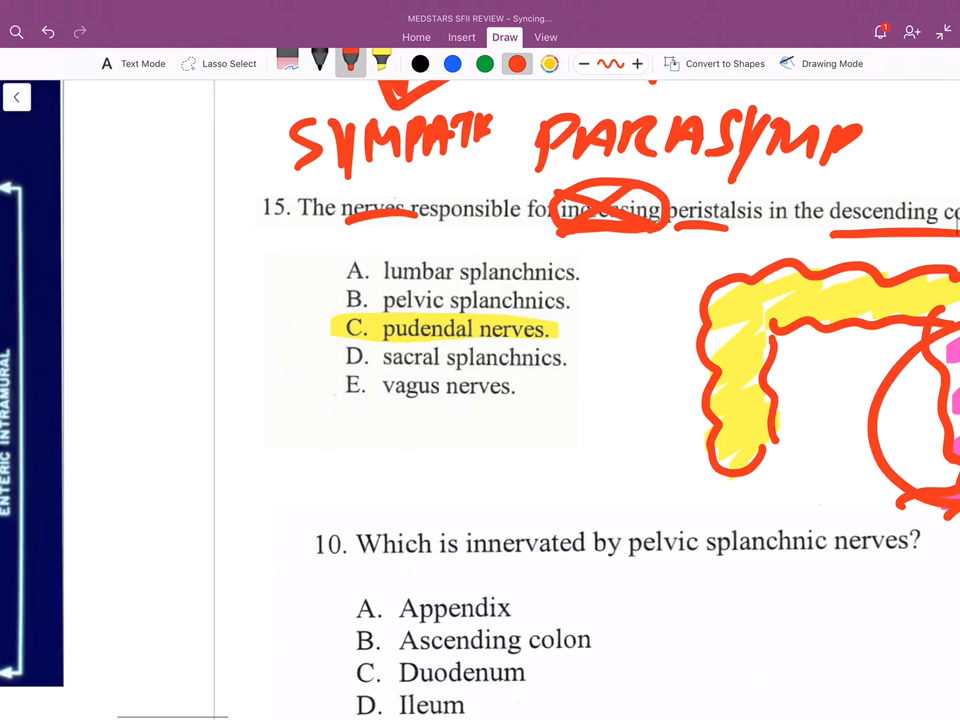 MEDSTARS SFII REVIEW - Syncing...
Home Insert Draw View
1
A Text Mode Lasso Select Convert to Shapes Drawing Mode
SYMPATH PARASYMP
15. The nerves responsible for increasing peristalsis in the descending co
A. lumbar splanchnics.
B. pelvic splanchnics.
C. pudendal nerves.
D. sacral splanchnics.
E. vagus nerves.
ENTERIC INTRAMURAL
10. Which is innervated by pelvic splanchnic nerves?
A. Appendix
B. Ascending colon
C. Duodenum
D. Ileum